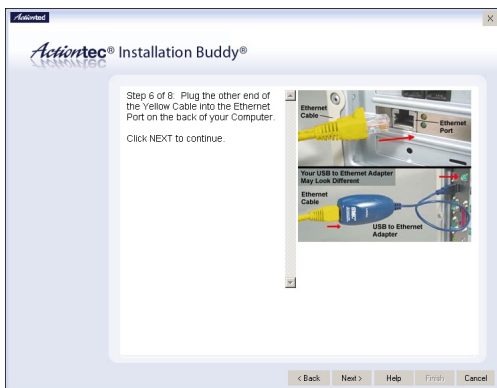 Actiontec
Actiontec® Installation Buddy®
Step 6 of 8: Plug the other end of
the Yellow Cable into the Ethernet
Port on the back of your Computer.
Click NEXT to continue.
Ethernet
Cable
Ethernet
Port
Your USB to Ethernet Adapter
May Look Different
Ethernet
Cable
USB to Ethernet
Adapter
< Back
Next >
Help
Finish
Cancel